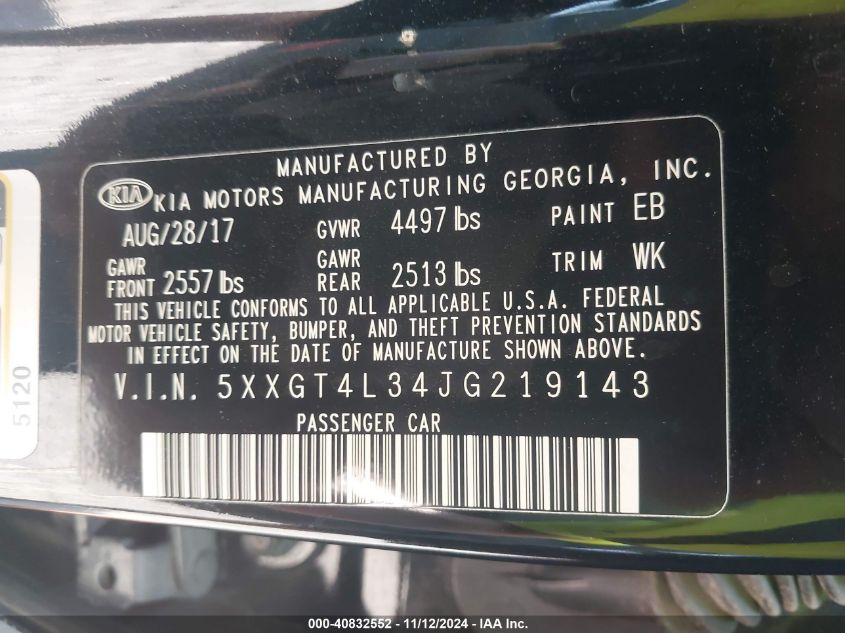 MANUFACTURED BY
KIA KIA MOTORS MANUFACTURING GEORGIA, INC.
AUG/28/17 GVWR 4497 lbs PAINT EB
GAWR FRONT 2557 lbs GAWR REAR 2513 lbs TRIM WK
THIS VEHICLE CONFORMS TO ALL APPLICABLE U.S.A. FEDERAL
MOTOR VEHICLE SAFETY, BUMPER, AND THEFT PREVENTION STANDARDS
IN EFFECT ON THE DATE OF MANUFACTURE SHOWN ABOVE.
V.I.N. 5XXGT4L34JG219143
PASSENGER CAR
5120
000-40832552 - 11/12/2024 - IAA Inc.